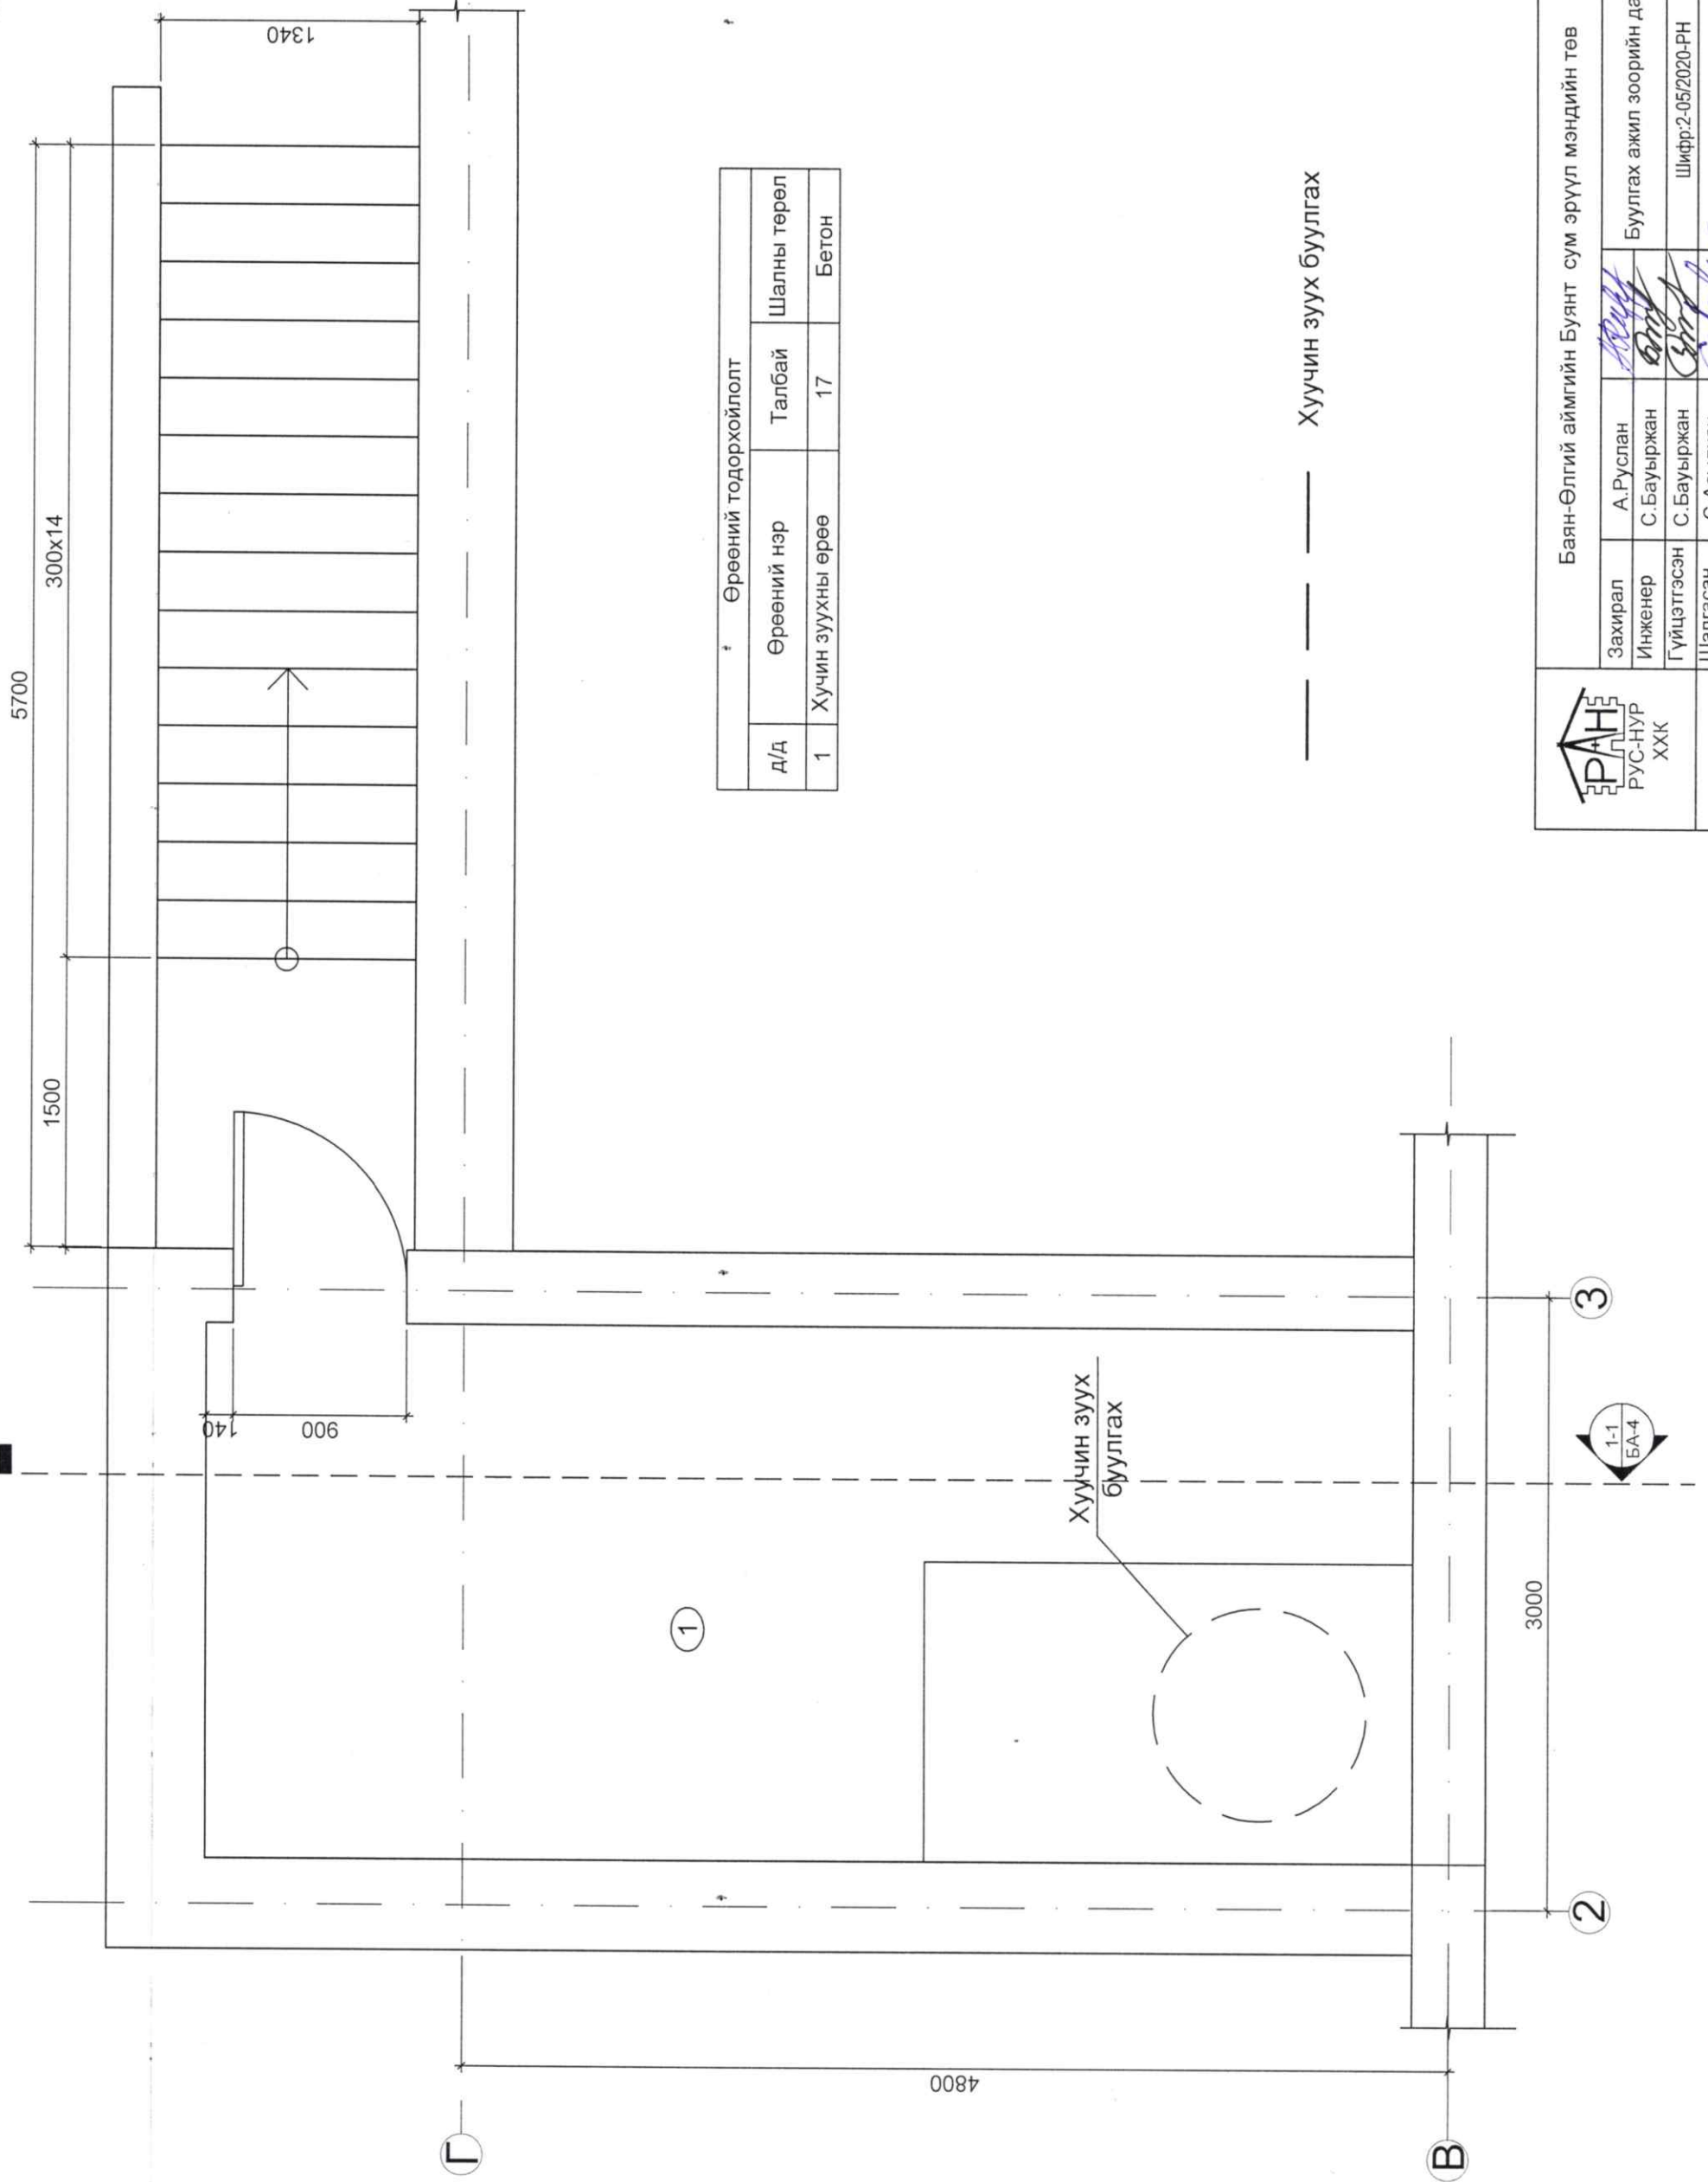 5700
1500
300x14
1340
140
900
Г
В
4800
1
Хуучин зуух
буулгах
3000
2
3
1-1
БА-4
Өрөөний тодорхойлолт
д/д Өрөөний нэр Талбай Шалны төрөл
1 Хучин зуухны өрөө 17 Бетон
Хуучин зуух буулгах
РАН
РУС-НУР
ХХК
Баян-Өлгий аймгийн Буянт сум эрүүл мэндийн төв
Захирал А.Руслан
Инженер С.Бауыржан
Гүйцэтгэсэн С.Бауыржан
Буулгах ажил зоорийн
Шифр:2-05/2020-РН